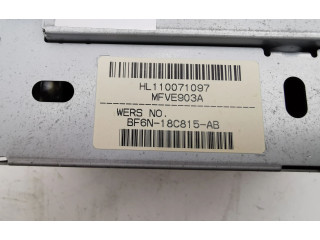 HL110071097
MFVE903A
WERS NO.
BF6N-18C815-AB